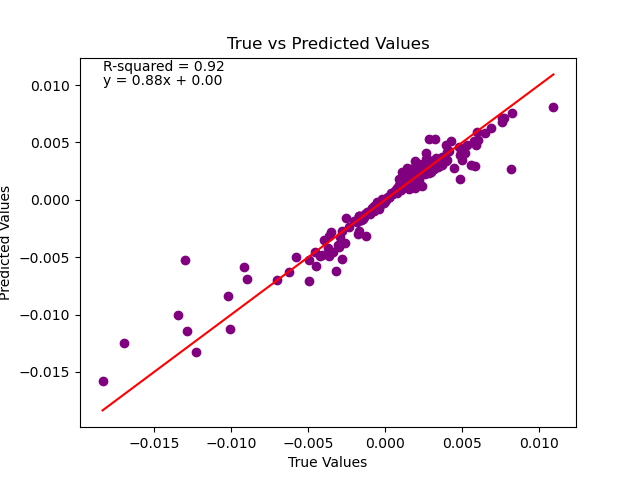 True vs Predicted Values
R-squared = 0.92
y = 0.88x + 0.00
0.010
0.005
0.000
−0.005
−0.010
−0.015
Predicted Values
−0.015 −0.010 −0.005 0.000 0.005 0.010
True Values